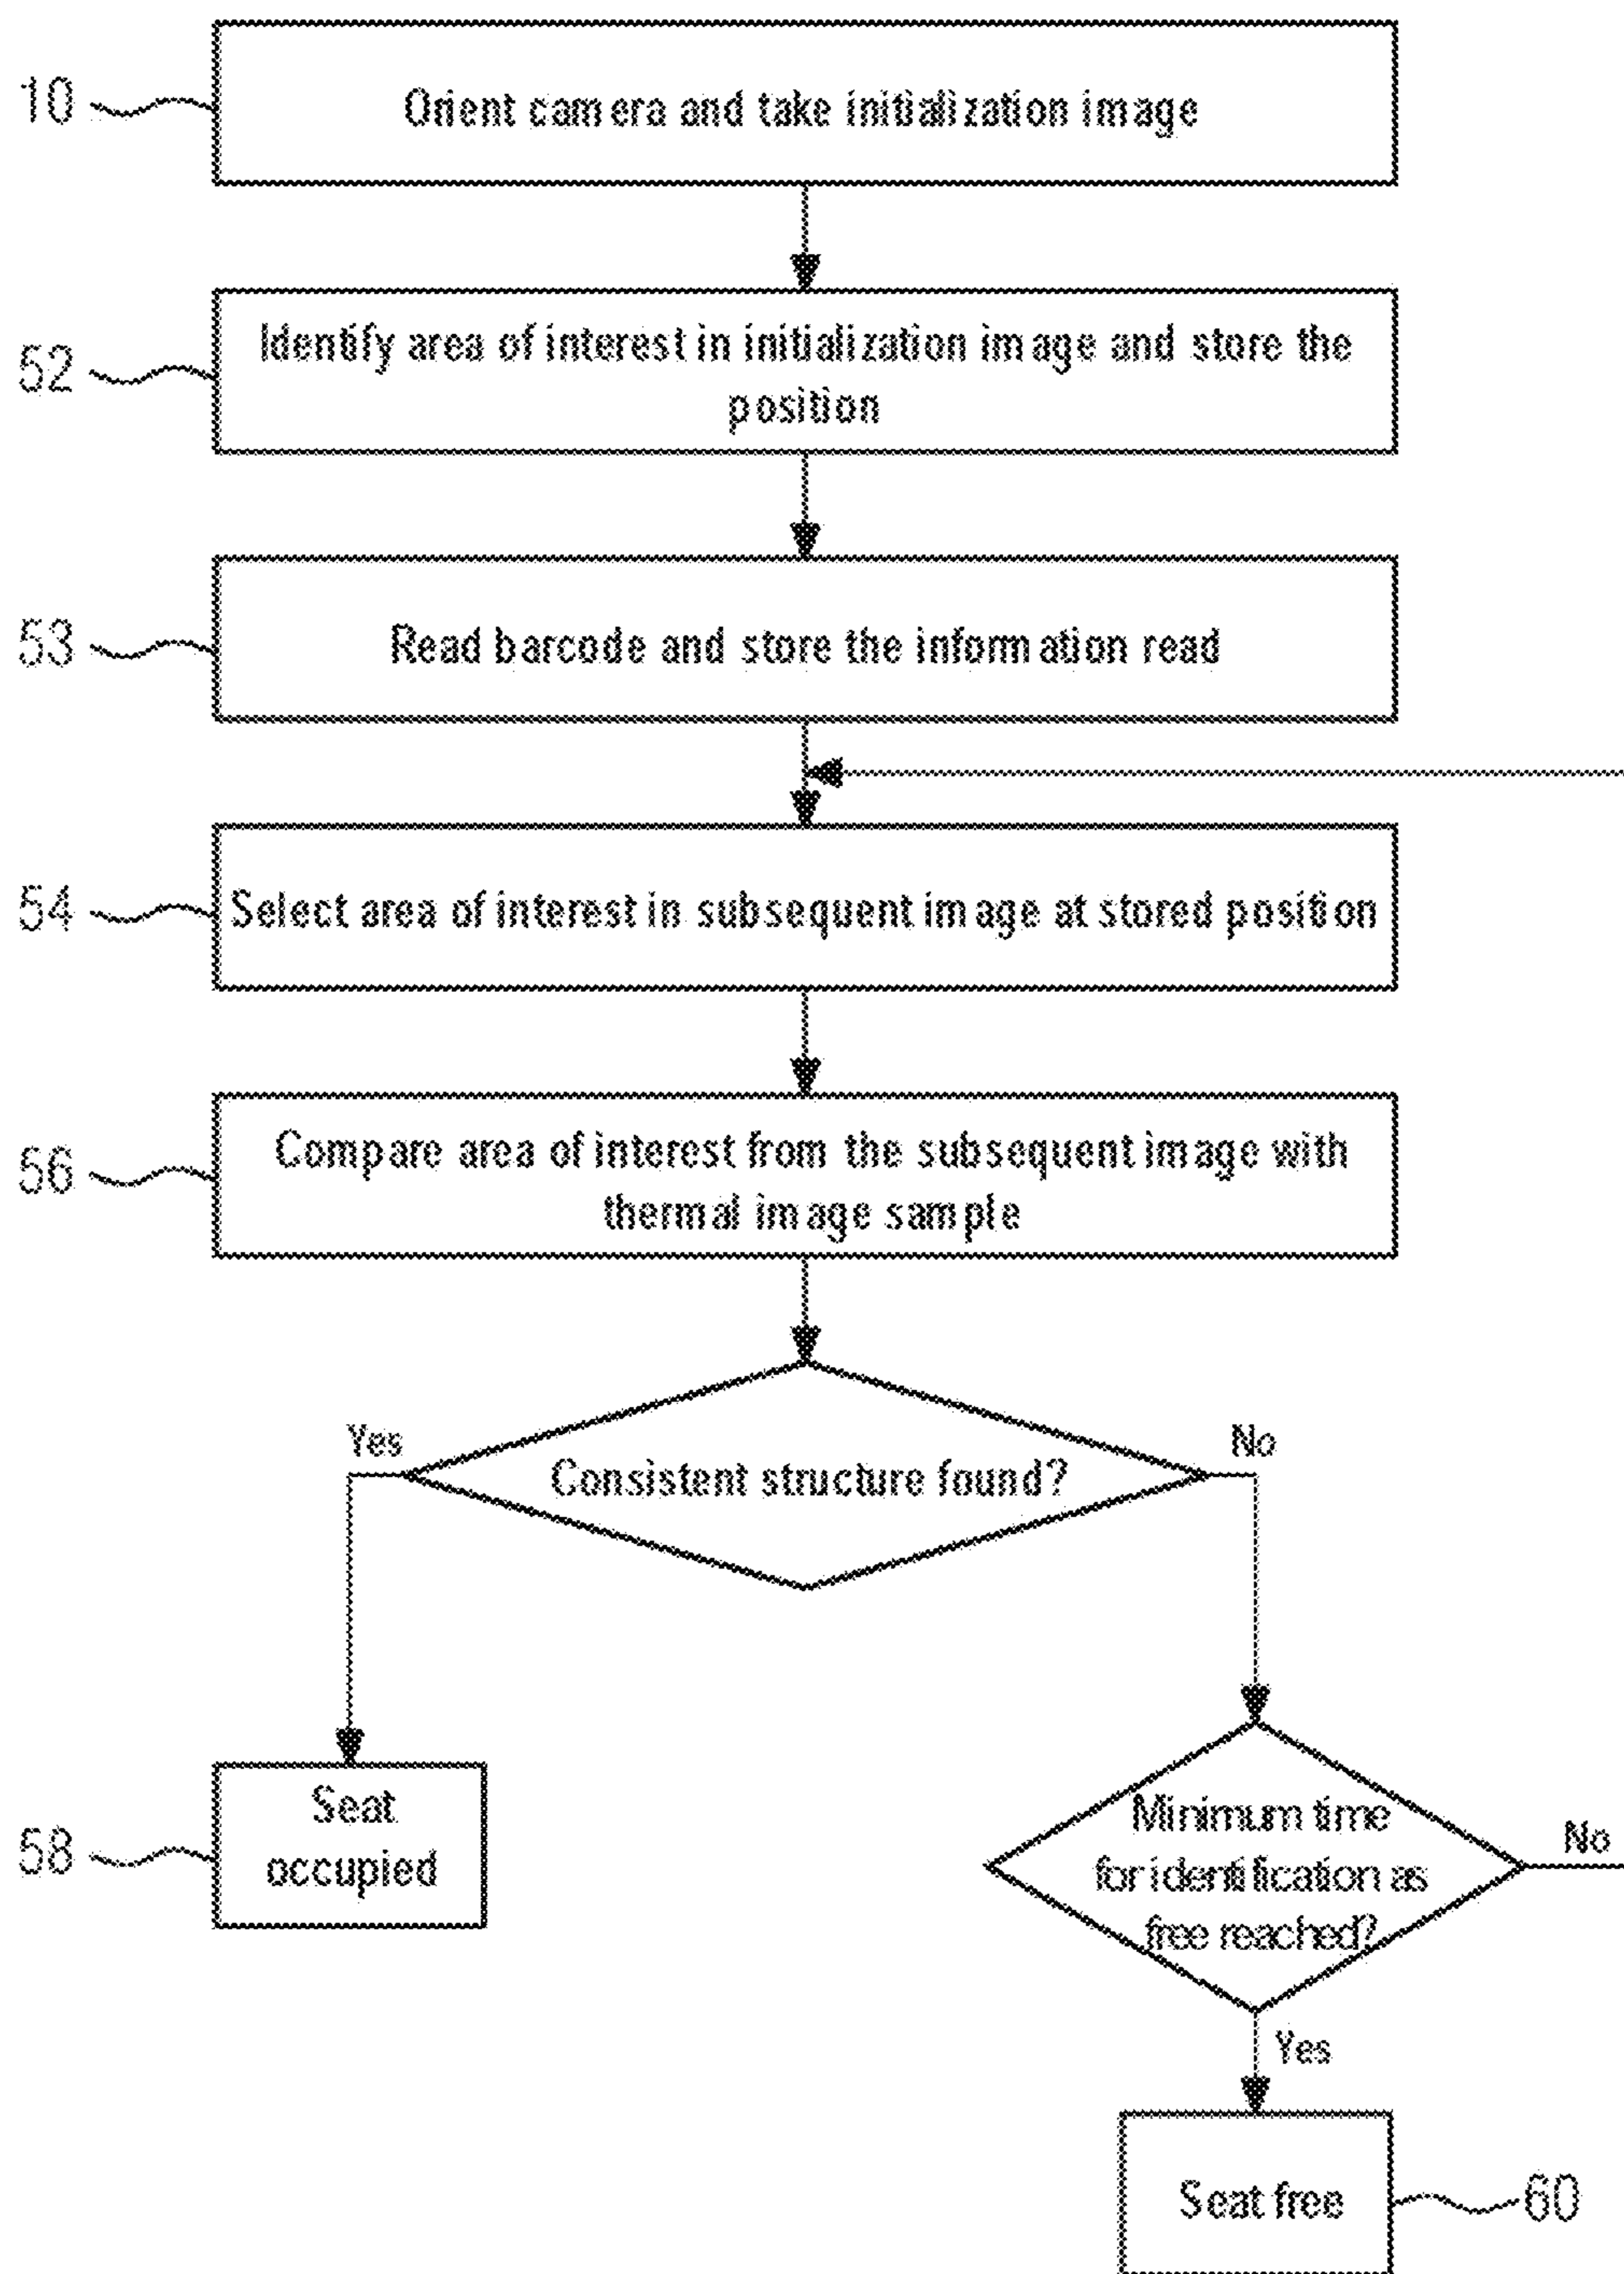 10
Orient camera and take initialization image
52
Identify area of interest in initialization image and store the
position
53
Read barcode and store the information read
54
Select area of interest in subsequent image at stored position
56
Compare area of interest from the subsequent image with
thermal image sample
Yes
No
Consistent structure found?
58
Seat
occupied
Minimum time
for identification as
free reached?
No
Yes
Seat free
60